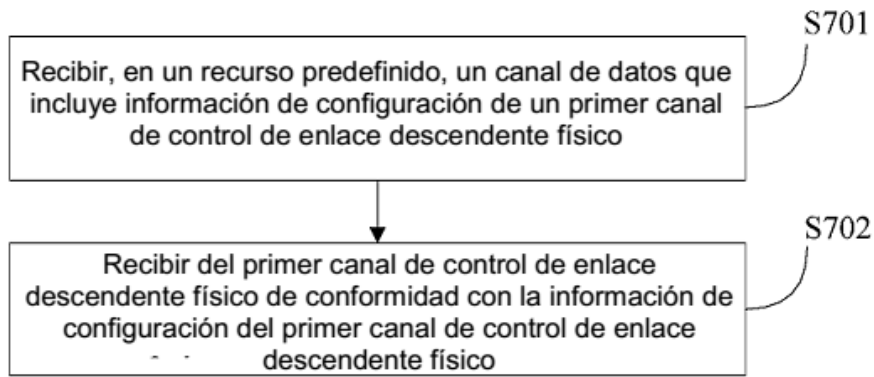 S701
Recibir, en un recurso predefinido, un canal de datos que
incluye información de configuración de un primer canal
de control de enlace descendente físico
S702
Recibir del primer canal de control de enlace
descendente físico de conformidad con la información de
configuración del primer canal de control de enlace
descendente físico